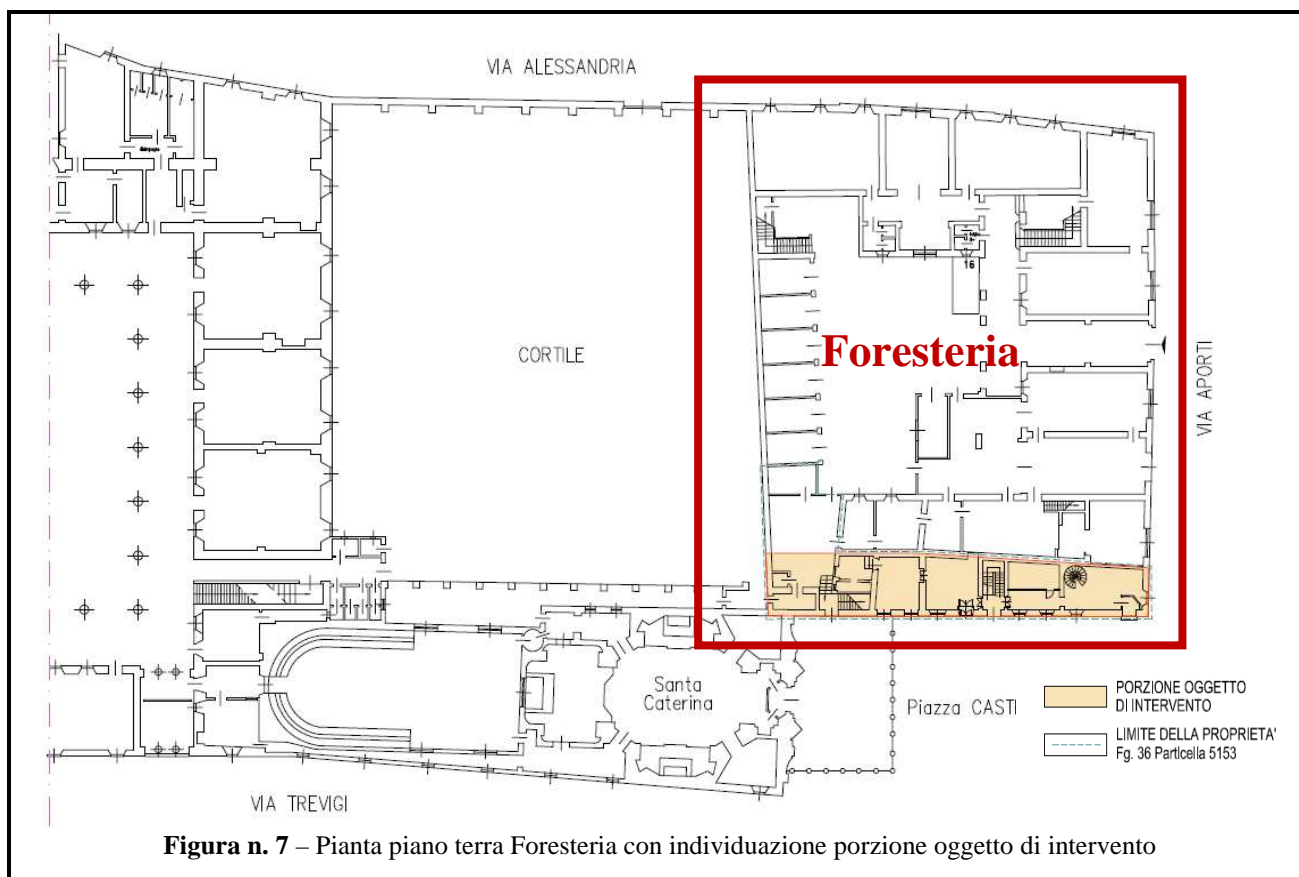 VIA ALESSANDRIA
16
Foresteria
CORTILE
VIA APORTI
Santa
Caterina
Piazza CASTI
PORZIONE OGGETTO
DI INTERVENTO
LIMITE DELLA PROPRIETA'
Fg. 36 Particella 5153
VIA TREVIGI
Figura n. 7 – Pianta piano terra Foresteria con individuazione porzione oggetto di intervento